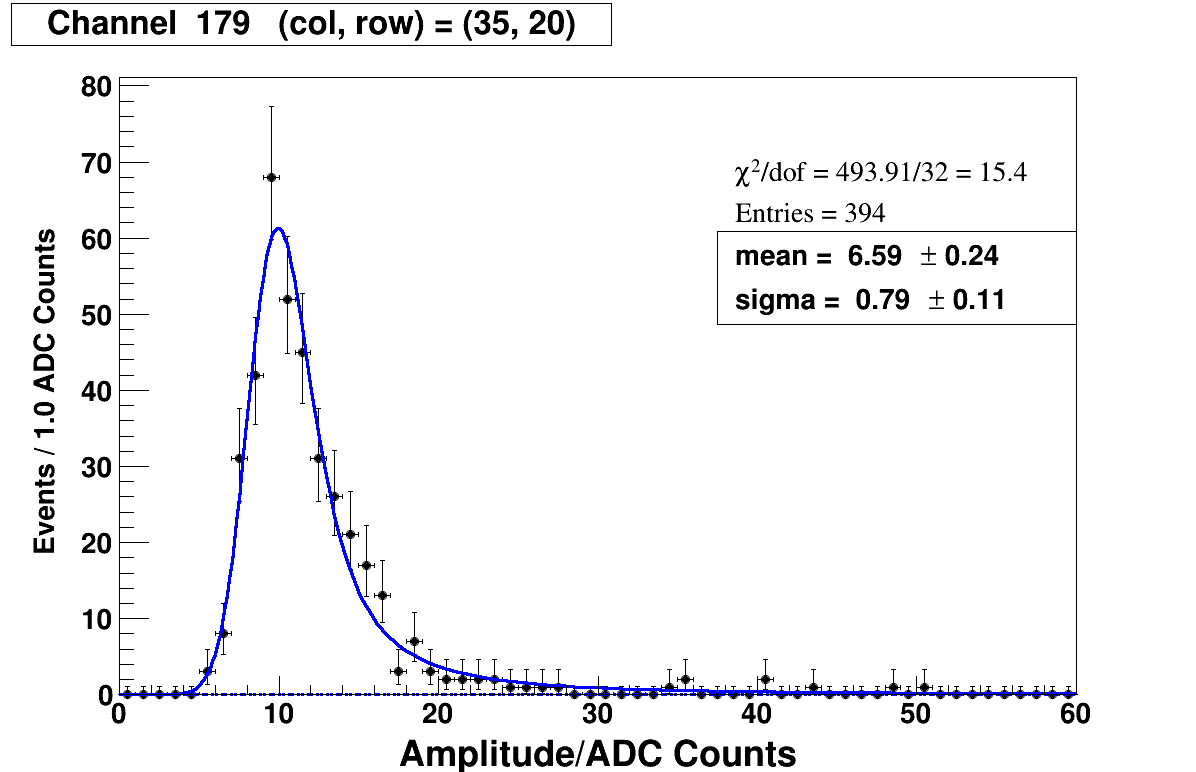 Channel 179 (col, row) = (35, 20)
80
70
60
50
40
30
20
10
0
Events / 1.0 ADC Counts
χ²/dof = 493.91/32 = 15.4
Entries = 394
mean = 6.59 ± 0.24
sigma = 0.79 ± 0.11
0 10 20 30 40 50 60
Amplitude/ADC Counts